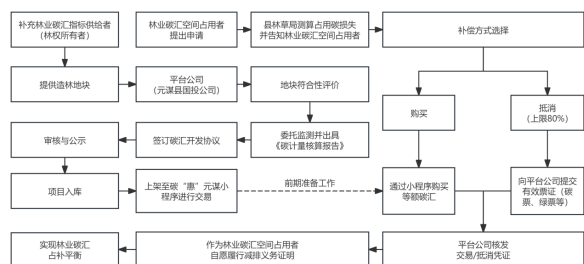 补充林业碳汇指标供给者
（林权所有者）
林业碳汇空间占用者
提出申请
县林草局测算占用碳损失
并告知林业碳汇空间占用者
补偿方式选择
提供造林地块
平台公司
（元谋县国投公司）
地块符合性评价
购买
抵消
（上限80%）
审核与公示
签订碳汇开发协议
委托监测并出具
《碳计量核算报告》
项目入库
上架至碳“惠”元谋小
程序进行交易
前期准备工作
通过小程序购买
等额碳汇
向平台公司提交
有效票证（碳
票、绿票等）
实现林业碳汇
占补平衡
作为林业碳汇空间占用者
自愿履行减排义务证明
平台公司核发
交易/抵消凭证